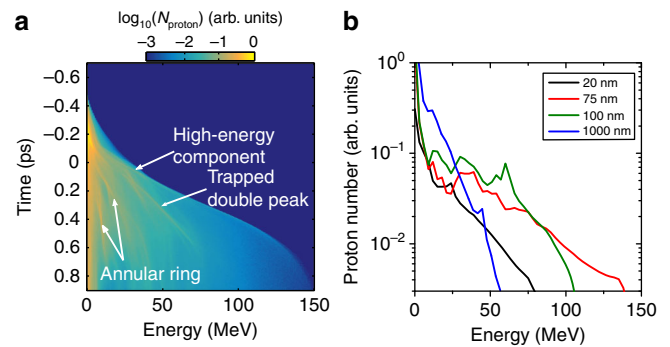 a
log₁₀(Nproton) (arb. units)
−3 −2 −1 0
−0.6
−0.4
−0.2
0
0.2
0.4
0.6
0.8
Time (ps)
High-energy
component
Trapped
double peak
Annular ring
0 50 100 150
Energy (MeV)
b
10⁰
10⁻¹
10⁻²
Proton number (arb. units)
20 nm
75 nm
100 nm
1000 nm
0 50 100 150
Energy (MeV)